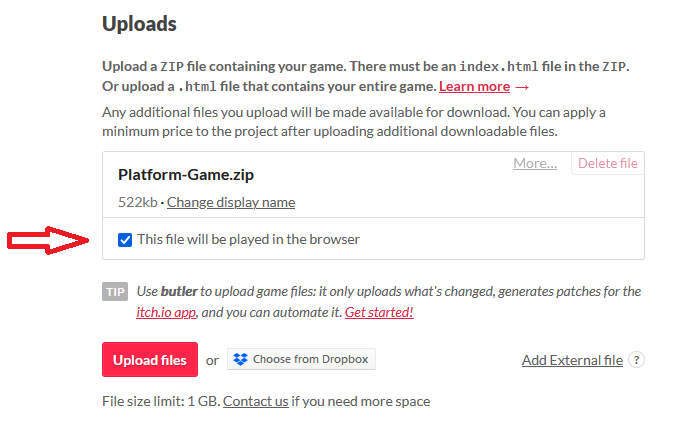 Uploads
Upload a ZIP file containing your game. There must be an index.html file in the ZIP.
Or upload a .html file that contains your entire game. Learn more →
Any additional files you upload will be made available for download. You can apply a
minimum price to the project after uploading additional downloadable files.
More… Delete file
Platform-Game.zip
522kb · Change display name
This file will be played in the browser
TIP Use butler to upload game files: it only uploads what's changed, generates patches for the
itch.io app, and you can automate it. Get started!
Upload files or Choose from Dropbox Add External file ?
File size limit: 1 GB. Contact us if you need more space